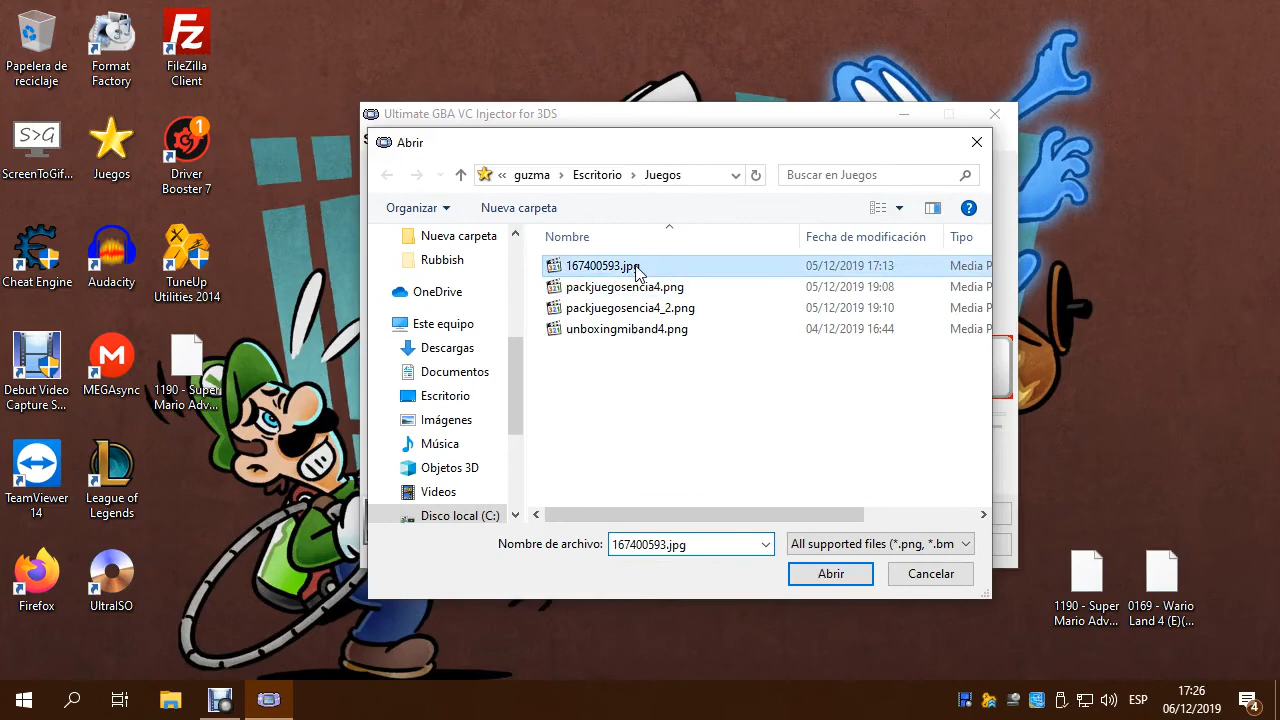 Papelera de
reciclaje
Format
Factory
FileZilla
Client
S>G
ScreenToGif...
Juegos
Driver
Booster 7
Cheat Engine
Audacity
TuneUp
Utilities 2014
Debut Video
Capture S...
MEGAsync
1190 - Super
Mario Adv...
TeamViewer
14
League of
Legends
Firefox
UltraISO
Ultimate GBA VC Injector for 3DS
Abrir
« guzma > Escritorio > Juegos
Buscar en Juegos
Organizar
Nueva carpeta
Nombre
Fecha de modificación
Tipo
Nueva carpeta
Rubbish
OneDrive
Este equipo
Descargas
Documentos
Escritorio
Imágenes
Música
Objetos 3D
Videos
Disco local (C:)
167400593.jpg 05/12/2019 17:13 Media P
packjuegosencia4.png 05/12/2019 19:08 Media P
packjuegosencia4_2.png 05/12/2019 19:10 Media P
unboxingmiband4.png 04/12/2019 16:44 Media P
Nombre de archivo: 167400593.jpg
All supported files (*.png, *.bm
Abrir
Cancelar
1190 - Super
Mario Adv...
0169 - Wario
Land 4 (E)(...
ESP
17:26
06/12/2019
4